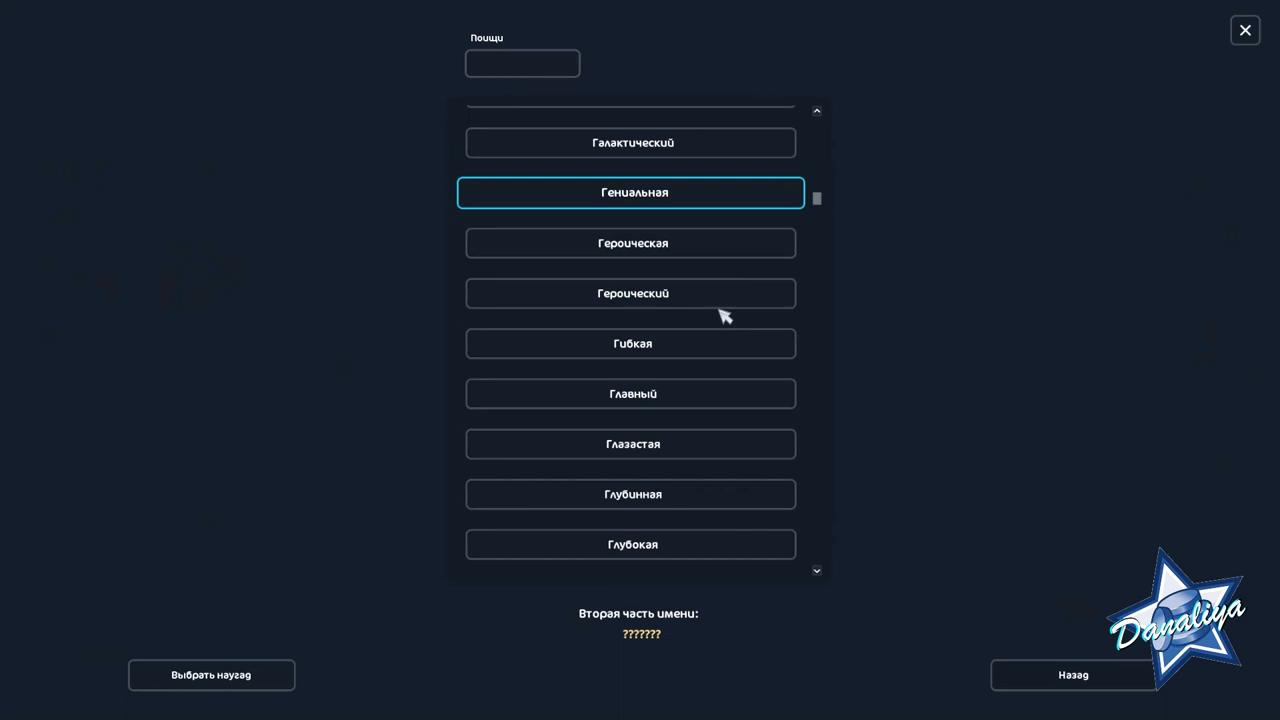 Поищи
Галактический
Гениальная
Героическая
Героический
Гибкая
Главный
Глазастая
Глубинная
Глубокая
Вторая часть имени:
???????
Выбрать наугад
Назад
Danaliya